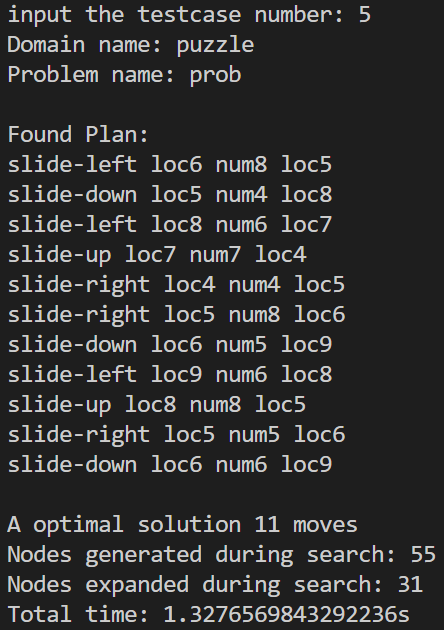 input the testcase number: 5
Domain name: puzzle
Problem name: prob
Found Plan:
slide-left loc6 num8 loc5
slide-down loc5 num4 loc8
slide-left loc8 num6 loc7
slide-up loc7 num7 loc4
slide-right loc4 num4 loc5
slide-right loc5 num8 loc6
slide-down loc6 num5 loc9
slide-left loc9 num6 loc8
slide-up loc8 num8 loc5
slide-right loc5 num5 loc6
slide-down loc6 num6 loc9
A optimal solution 11 moves
Nodes generated during search: 55
Nodes expanded during search: 31
Total time: 1.3276569843292236s